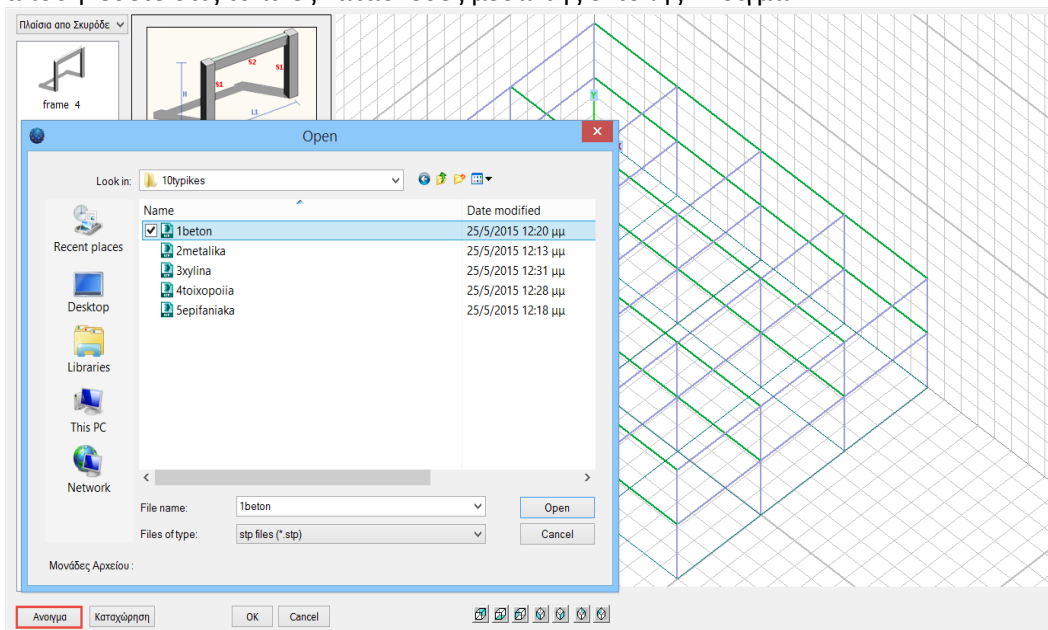 Πλαίσια απο Σκυρόδε
frame 4
S2
S1
S1
H
L1
Y
Open
Look in:
10typikes
Name
Date modified
Recent places
1beton
25/5/2015 12:20 μμ
2metalika
25/5/2015 12:13 μμ
3xylina
25/5/2015 12:31 μμ
4toixopoiia
25/5/2015 12:28 μμ
5epifaniaka
25/5/2015 12:18 μμ
Desktop
Libraries
This PC
Network
File name:
1beton
Open
Files of type:
stp files (*.stp)
Cancel
Μονάδες Αρχείου :
Ανοιγμα
Καταχώρηση
OK
Cancel